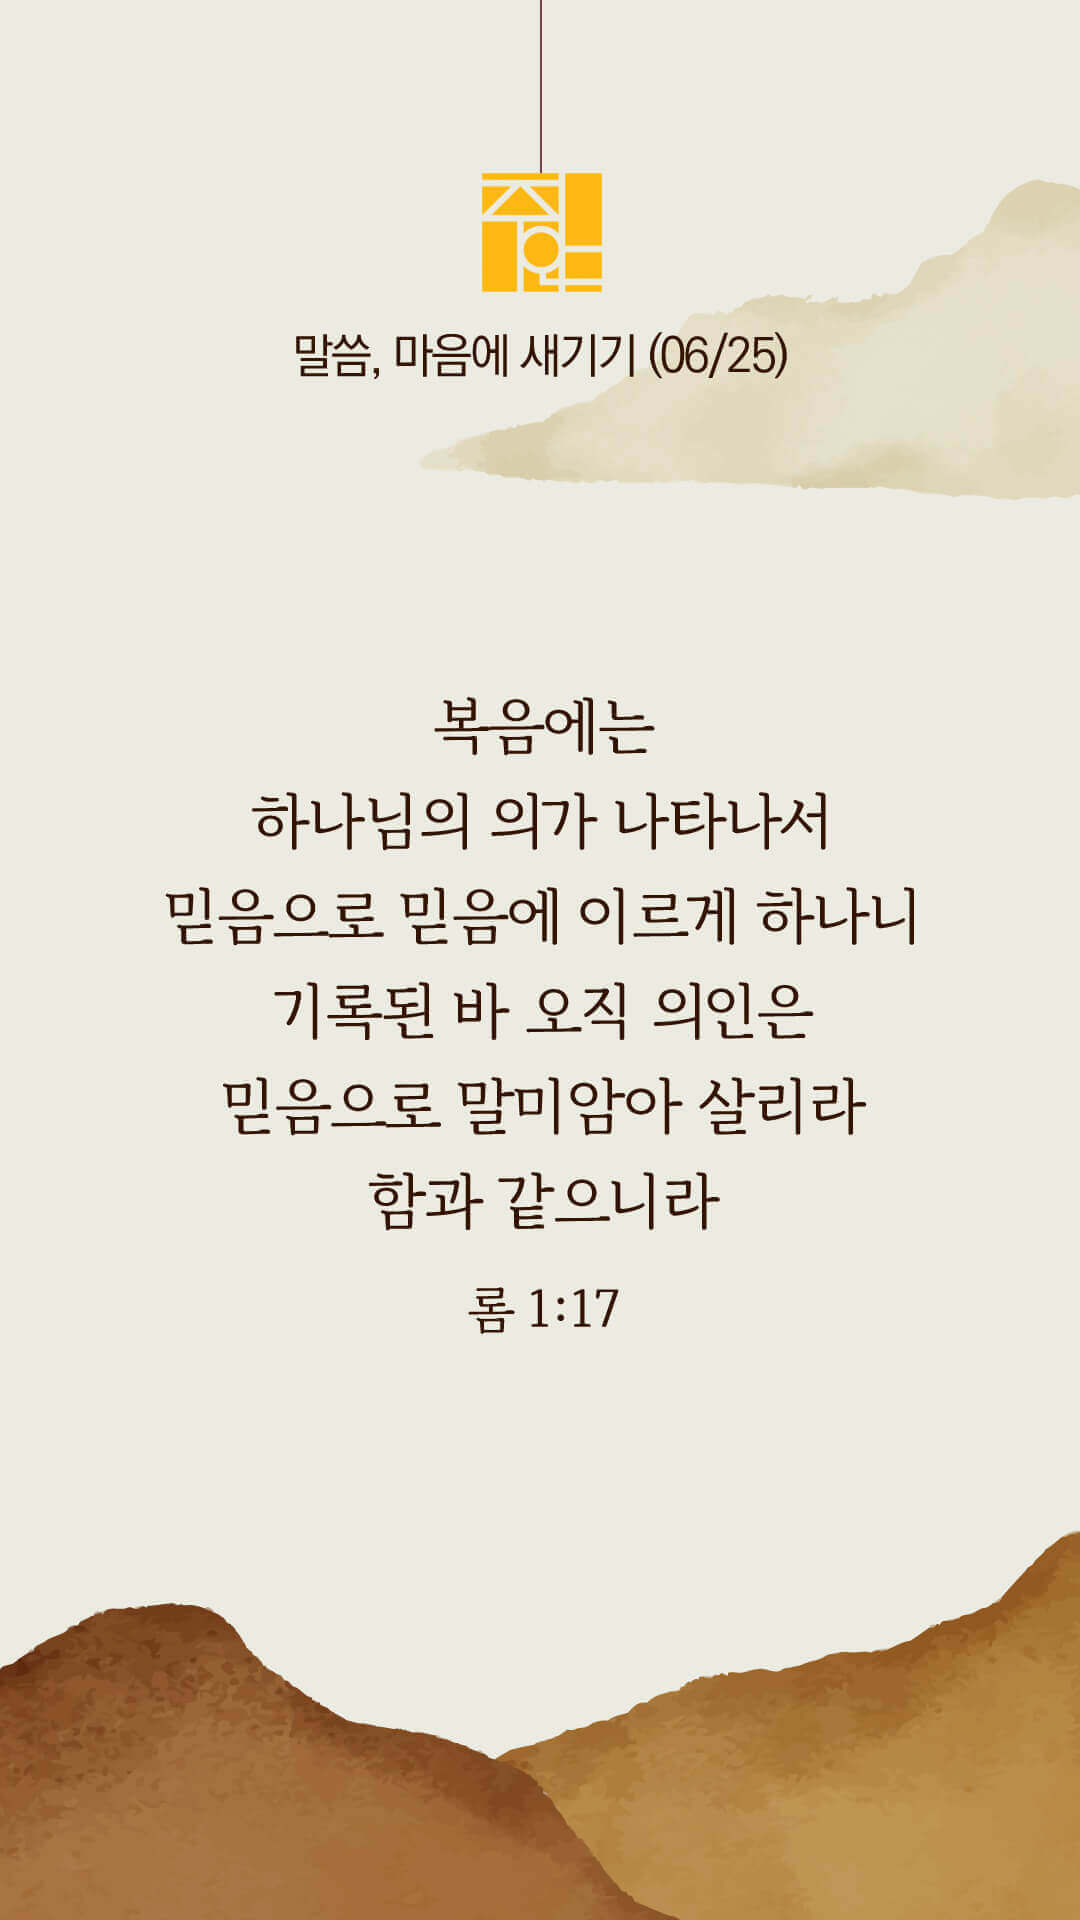 말씀, 마음에 새기기 (06/25)
복음에는
하나님의 의가 나타나서
믿음으로 믿음에 이르게 하나니
기록된 바 오직 의인은
믿음으로 말미암아 살리라
함과 같으니라
롬 1:17